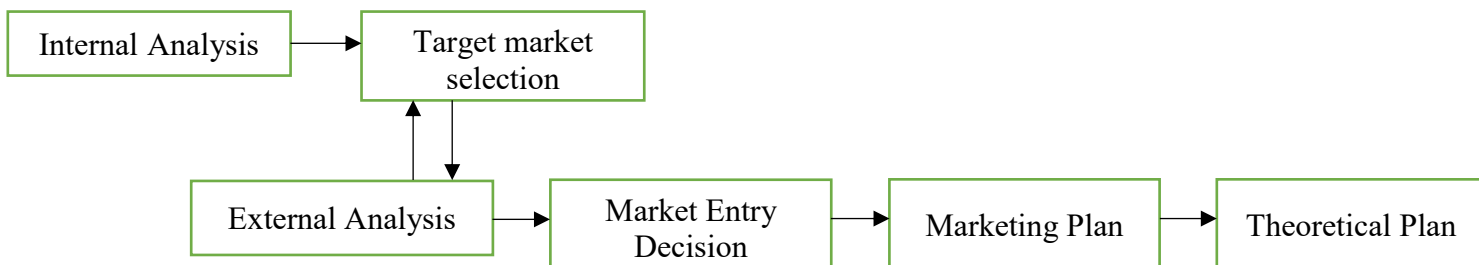 Internal Analysis
Target market
selection
External Analysis
Market Entry
Decision
Marketing Plan
Theoretical Plan